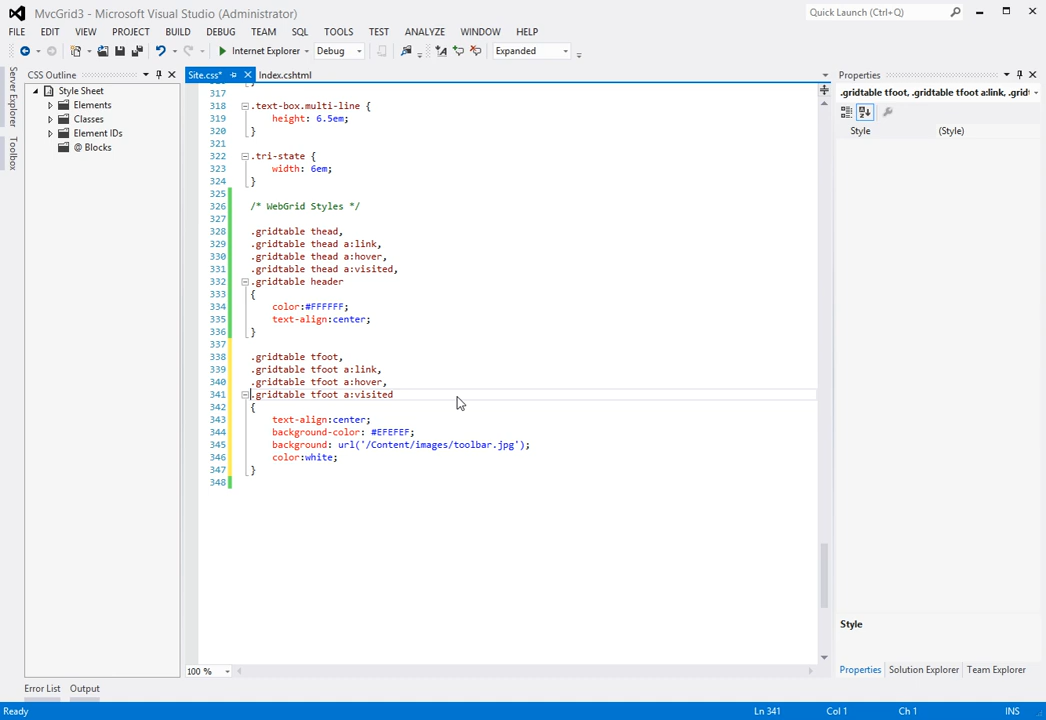 MvcGrid3 - Microsoft Visual Studio (Administrator)
Quick Launch (Ctrl+Q)
FILE EDIT VIEW PROJECT BUILD DEBUG TEAM SQL TOOLS TEST ANALYZE WINDOW HELP
Internet Explorer Debug Expanded
Server Explorer
Toolbox
CSS Outline
Style Sheet
Elements
Classes
Element IDs
@ Blocks
Site.css* Index.cshtml
317
318 .text-box.multi-line {
319 height: 6.5em;
320 }
321
322 .tri-state {
323 width: 6em;
324 }
325
326 /* WebGrid Styles */
327
328 .gridtable thead,
329 .gridtable thead a:link,
330 .gridtable thead a:hover,
331 .gridtable thead a:visited,
332 .gridtable header
333 {
334 color:#FFFFFF;
335 text-align:center;
336 }
337
338 .gridtable tfoot,
339 .gridtable tfoot a:link,
340 .gridtable tfoot a:hover,
341 .gridtable tfoot a:visited
342 {
343 text-align:center;
344 background-color: #EFEFEF;
345 background: url('/Content/images/toolbar.jpg');
346 color:white;
347 }
348
100 %
Properties
.gridtable tfoot, .gridtable tfoot a:link, .grid
Style (Style)
Style
Properties Solution Explorer Team Explorer
Error List Output
Ready Ln 341 Col 1 Ch 1 INS